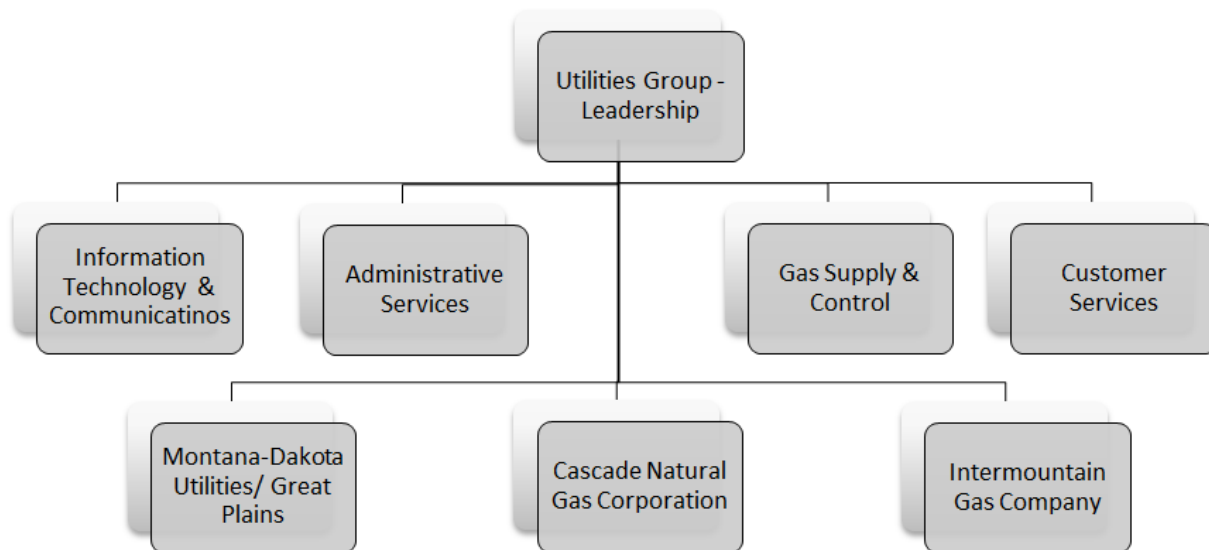 Utilities Group -
Leadership
Information
Technology &
Communicatinos
Administrative
Services
Gas Supply &
Control
Customer
Services
Montana-Dakota
Utilities/ Great
Plains
Cascade Natural
Gas Corporation
Intermountain
Gas Company